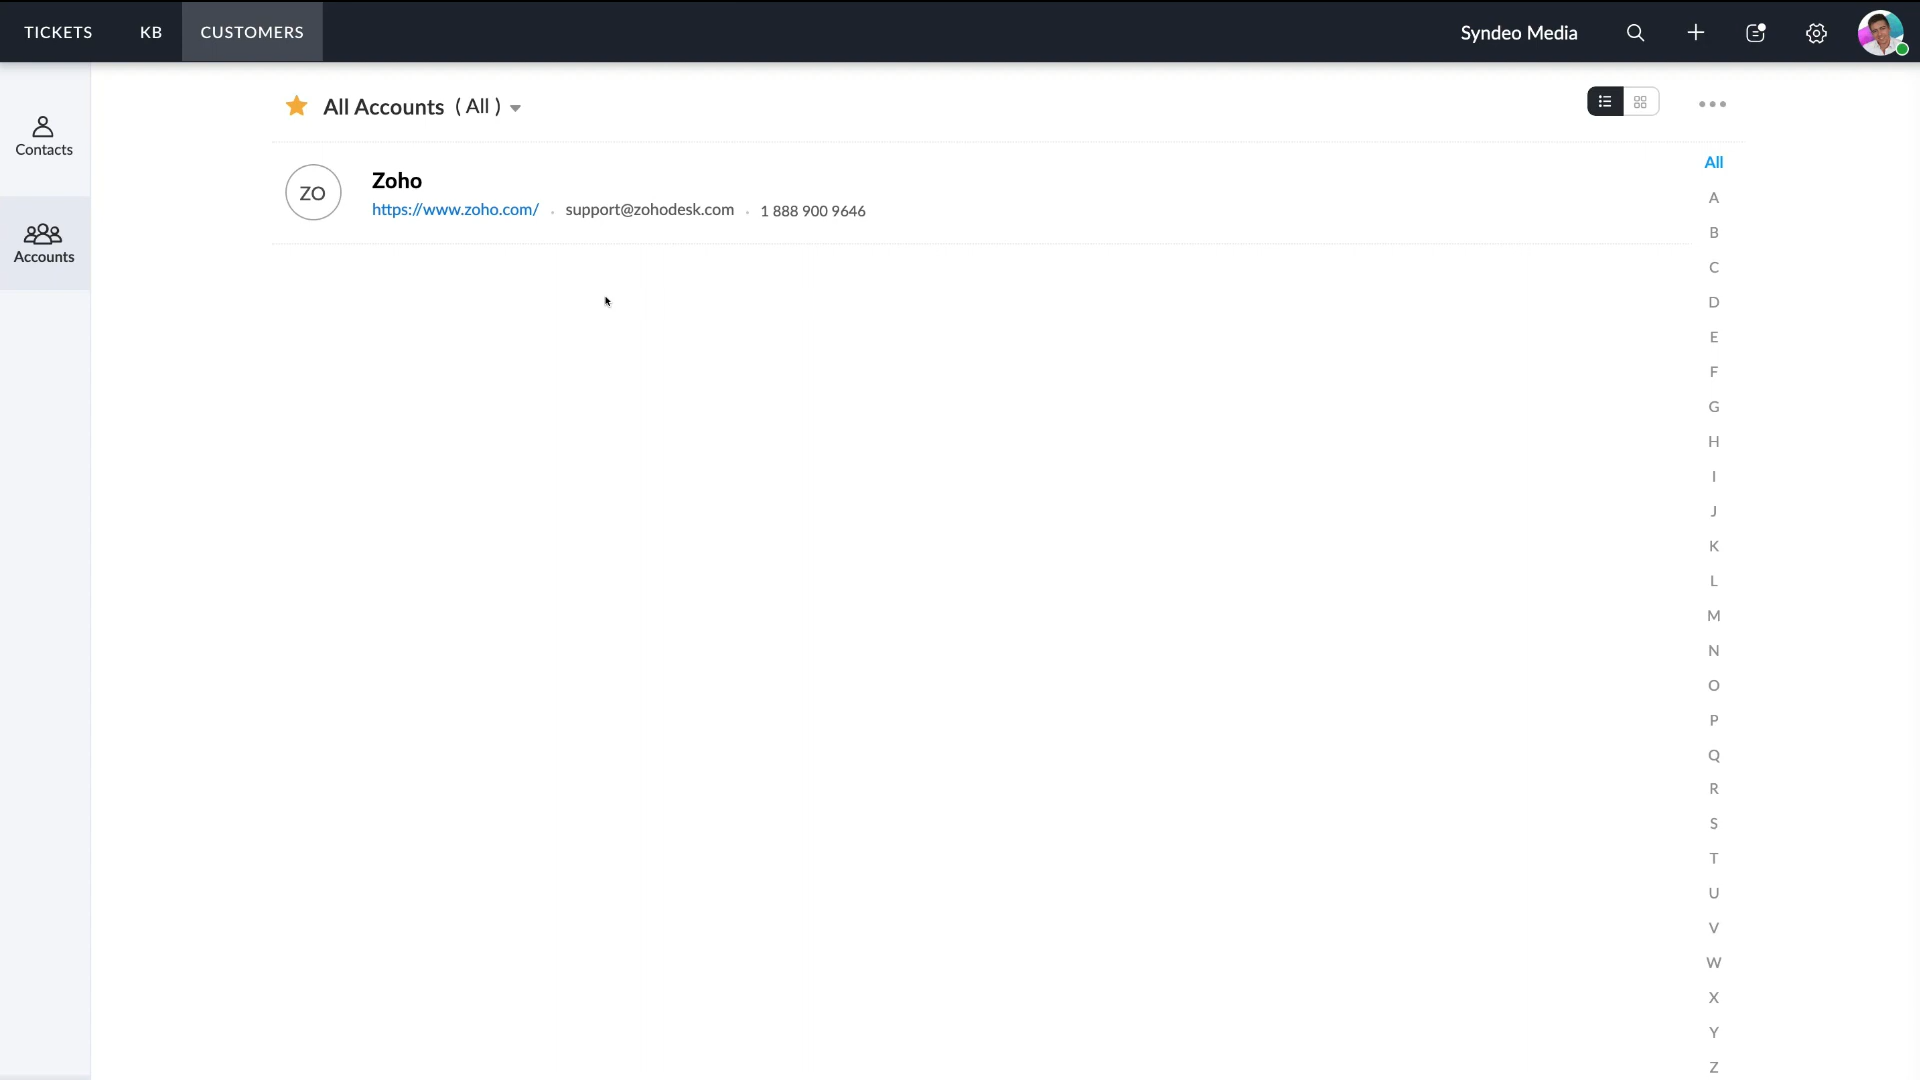 TICKETS KB CUSTOMERS Syndeo Media
Contacts
Accounts
All Accounts ( All )
ZO
Zoho
https://www.zoho.com/ . support@zohodesk.com . 1 888 900 9646
All
A
B
C
D
E
F
G
H
I
J
K
L
M
N
O
P
Q
R
S
T
U
V
W
X
Y
Z